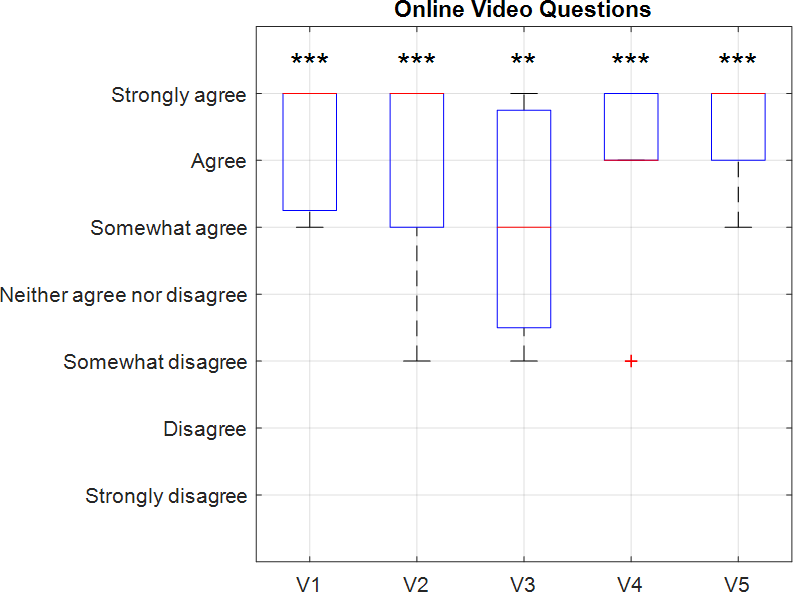 Online Video Questions
*** *** ** *** ***
Strongly agree
Agree
Somewhat agree
Neither agree nor disagree
Somewhat disagree
Disagree
Strongly disagree
V1 V2 V3 V4 V5